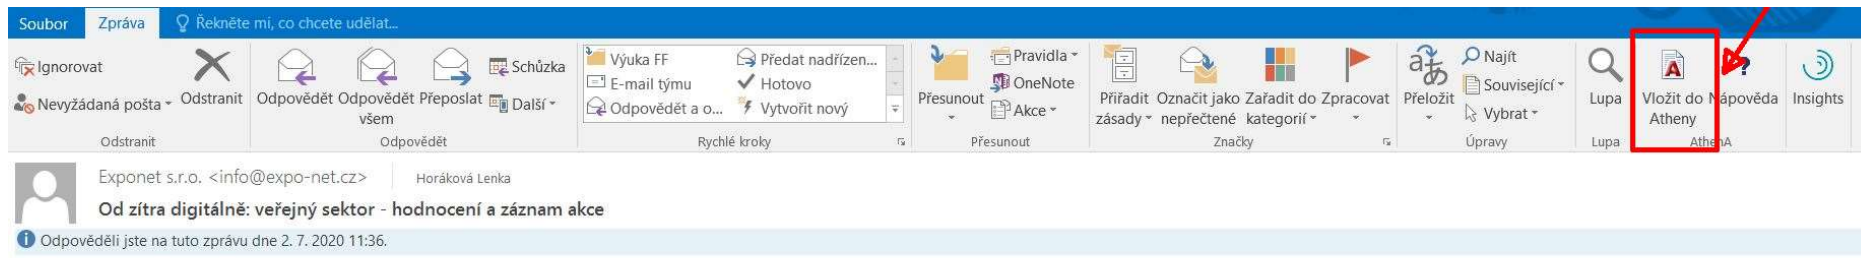 Soubor Zpráva Řekněte mi, co chcete udělat...
Ignorovat
Nevyžádaná pošta
Odstranit
Odstranit
Odpovědět
Odpovědět všem
Přeposlat
Schůzka
Další
Odpovědět
Výuka FF
Předat nadřízen...
E-mail týmu
Hotovo
Odpovědět a o...
Vytvořit nový
Rychlé kroky
Přesunout
Pravidla
OneNote
Akce
Přesunout
Přiřadit zásady
Označit jako nepřečtené
Zařadit do kategorií
Zpracovat
Značky
Přeložit
Najít
Související
Vybrat
Úpravy
Lupa
Lupa
Vložit do Atheny
Nápověda
AthenA
Insights
Exponet s.r.o. <info@expo-net.cz> Horáková Lenka
Od zítra digitálně: veřejný sektor - hodnocení a záznam akce
Odpověděli jste na tuto zprávu dne 2. 7. 2020 11:36.